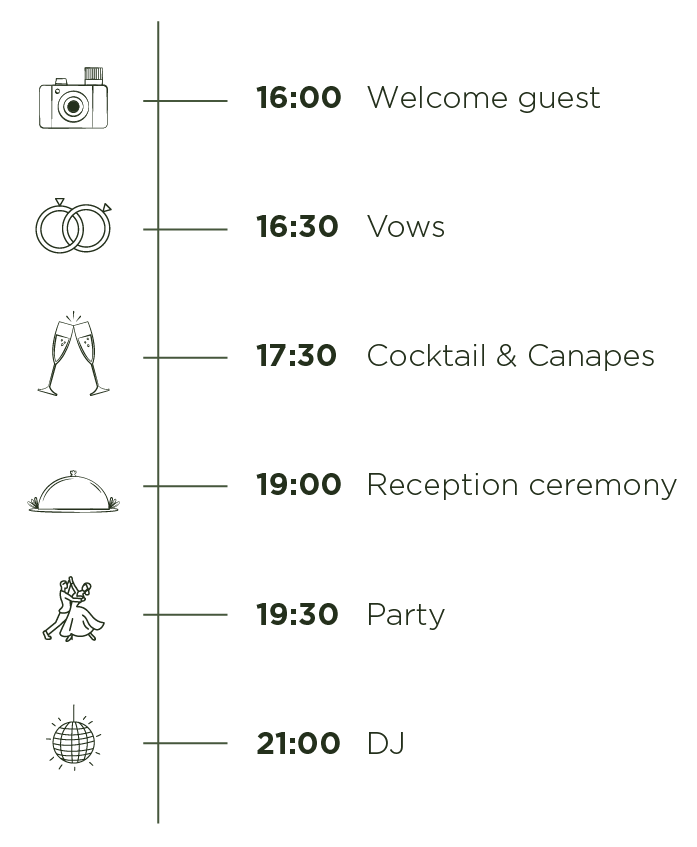 16:00 Welcome guest
16:30 Vows
17:30 Cocktail & Canapes
19:00 Reception ceremony
19:30 Party
21:00 DJ